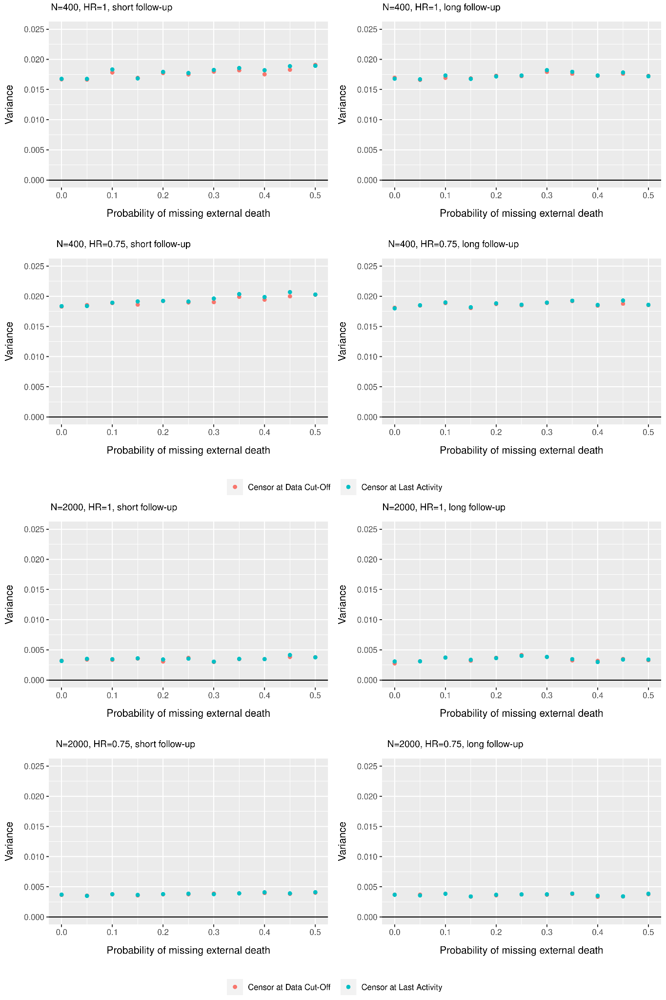 N=400, HR=1, short follow-up
0.025
0.020
0.015
0.010
0.005
0.000
Variance
0.0 0.1 0.2 0.3 0.4 0.5
Probability of missing external death
N=400, HR=1, long follow-up
0.025
0.020
0.015
0.010
0.005
0.000
Variance
0.0 0.1 0.2 0.3 0.4 0.5
Probability of missing external death
N=400, HR=0.75, short follow-up
0.025
0.020
0.015
0.010
0.005
0.000
Variance
0.0 0.1 0.2 0.3 0.4 0.5
Probability of missing external death
N=400, HR=0.75, long follow-up
0.025
0.020
0.015
0.010
0.005
0.000
Variance
0.0 0.1 0.2 0.3 0.4 0.5
Probability of missing external death
Censor at Data Cut-Off Censor at Last Activity
N=2000, HR=1, short follow-up
0.025
0.020
0.015
0.010
0.005
0.000
Variance
0.0 0.1 0.2 0.3 0.4 0.5
Probability of missing external death
N=2000, HR=1, long follow-up
0.025
0.020
0.015
0.010
0.005
0.000
Variance
0.0 0.1 0.2 0.3 0.4 0.5
Probability of missing external death
N=2000, HR=0.75, short follow-up
0.025
0.020
0.015
0.010
0.005
0.000
Variance
0.0 0.1 0.2 0.3 0.4 0.5
Probability of missing external death
N=2000, HR=0.75, long follow-up
0.025
0.020
0.015
0.010
0.005
0.000
Variance
0.0 0.1 0.2 0.3 0.4 0.5
Probability of missing external death
Censor at Data Cut-Off Censor at Last Activity